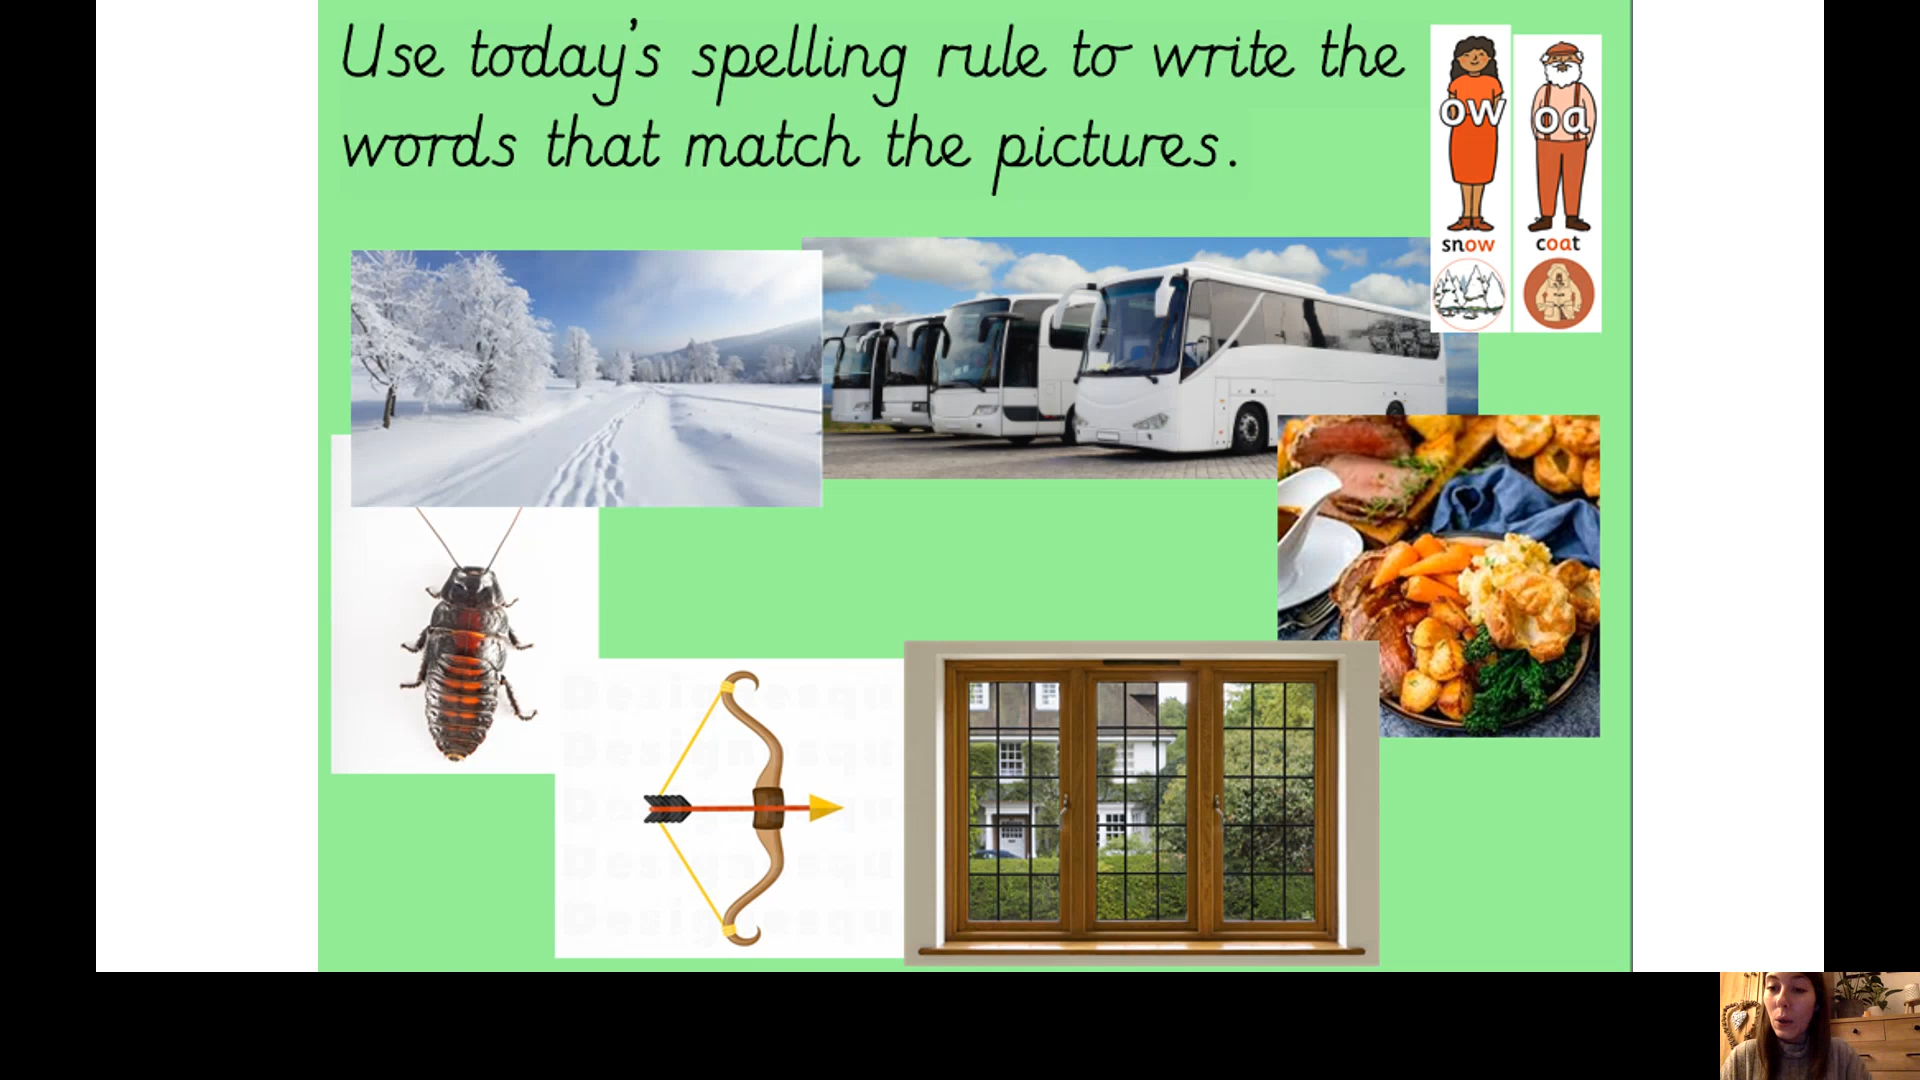 Use today's spelling rule to write the
words that match the pictures.
ow
oa
snow
coat